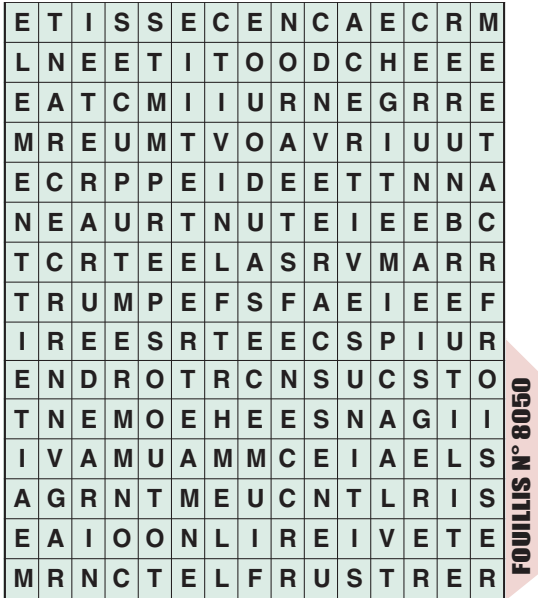 E T I S S E C E N C A E C R M
L N E E T I T O O D C H E E E
E A T C M I I U R N E G R R E
M R E U M T V O A V R I U U T
E C R P P E I D E E T T N N A
N E A U R T N U T E I E E B C
T C R T E E L A S R V M A R R
T R U M P E F S F A E I E E F
I R E E S R T E E C S P I U R
E N D R O T R C N S U C S T O
T N E M O E H E E S N A G I I
I V A M U A M M C E I A E L S
A G R N T M E U C N T L R I S
E A I O O N L I R E I V E T E
M R N C T E L F R U S T R E R
FOUILLIS N° 8050